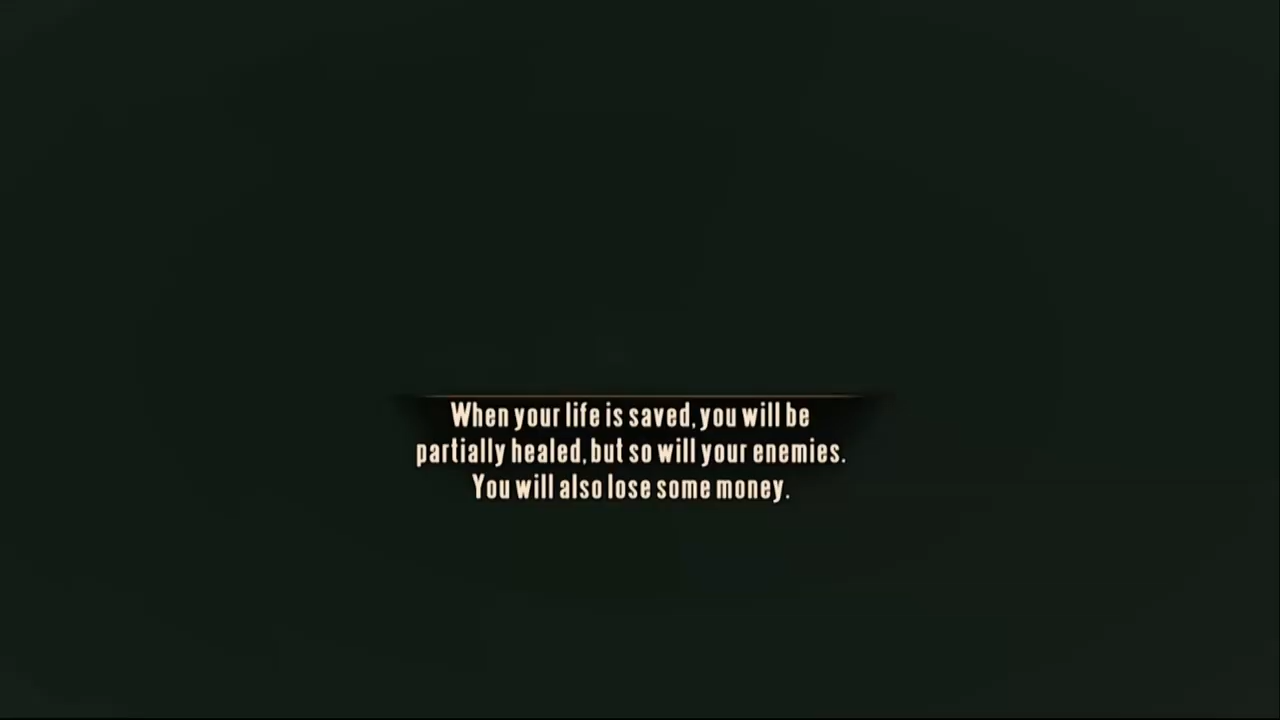 When your life is saved, you will be
partially healed, but so will your enemies.
You will also lose some money.